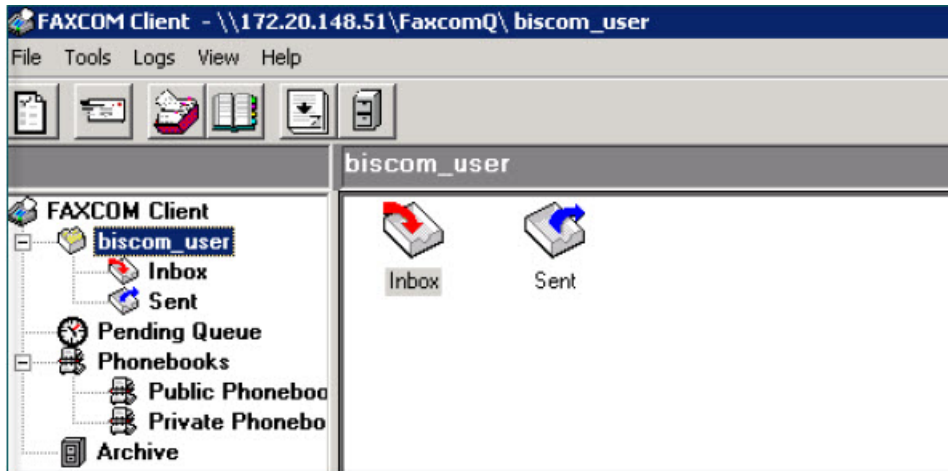 FAXCOM Client - \\172.20.148.51\FaxcomQ\ biscom_user
File Tools Logs View Help
biscom_user
FAXCOM Client
biscom_user
Inbox
Sent
Pending Queue
Phonebooks
Public Phoneboo
Private Phonebo
Archive
Inbox
Sent